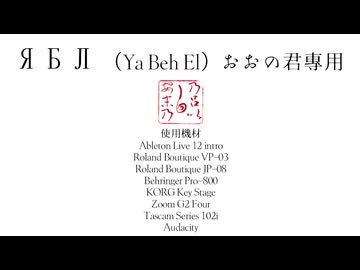 Я Б Л （Ya Beh El）おおの君専用
使用機材
Ableton Live 12 intro
Roland Boutique VP-03
Roland Boutique JP-08
Behringer Pro-800
KORG Key Stage
Zoom G2 Four
Tascam Series 102i
Audacity